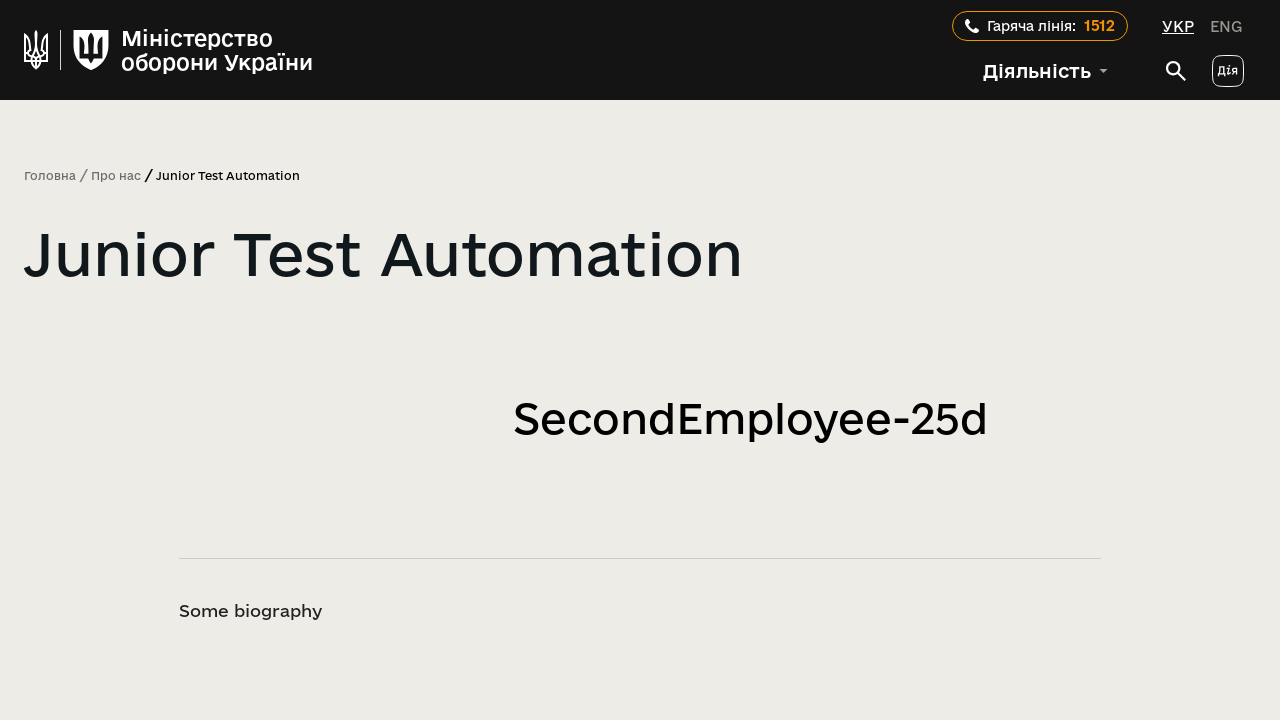 Міністерство
оборони України
Гаряча лінія: 1512
УКР ENG
Діяльність
Дія
Головна / Про нас / Junior Test Automation
Junior Test Automation
SecondEmployee-25d
Some biography